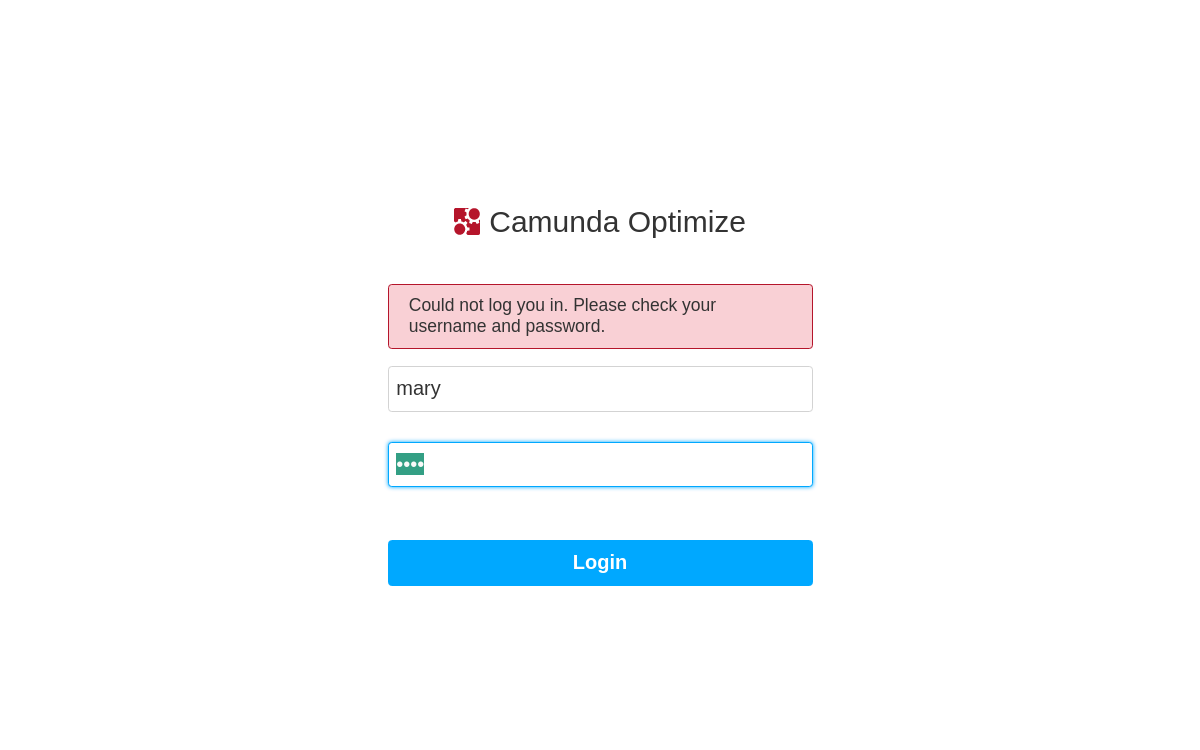 Camunda Optimize
Could not log you in. Please check your
username and password.
mary
••••
Login